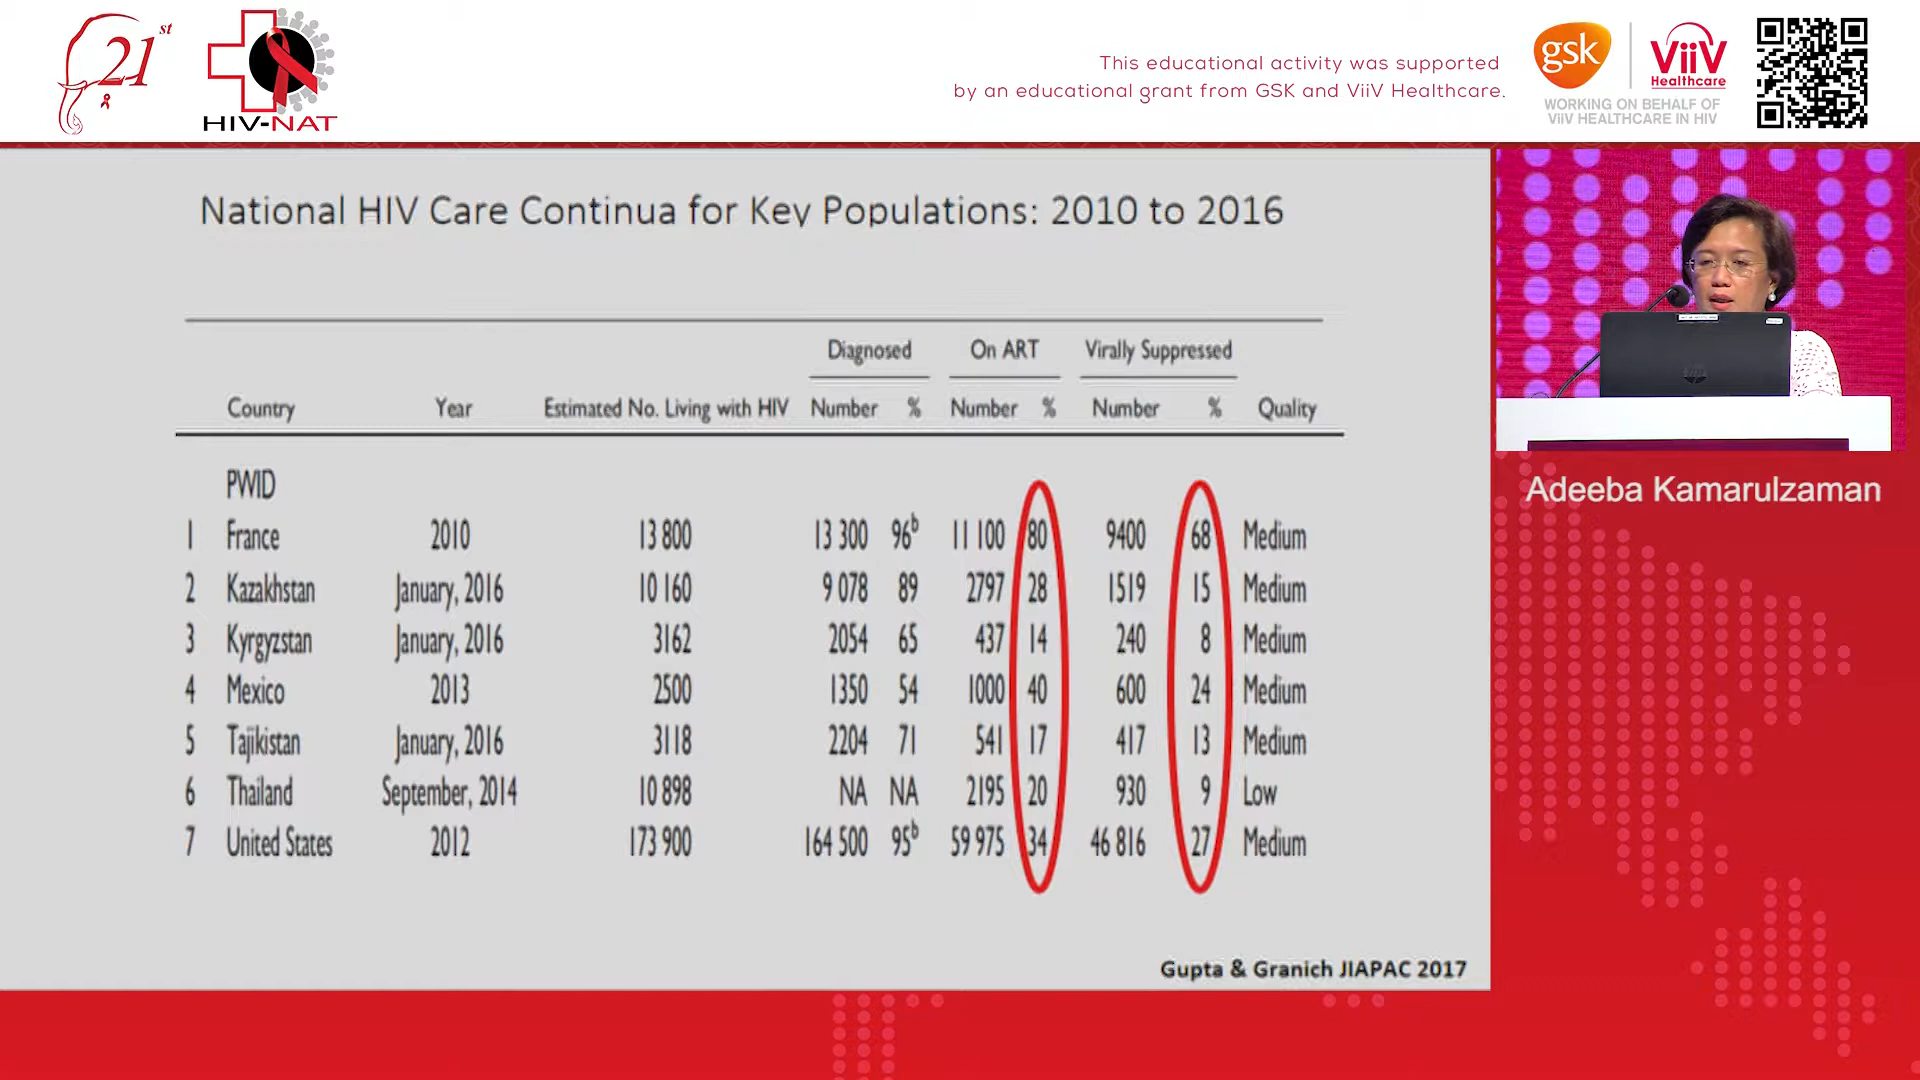 21st
HIV-NAT
This educational activity was supported
by an educational grant from GSK and ViiV Healthcare.
gsk
ViiV
Healthcare
WORKING ON BEHALF OF
ViiV HEALTHCARE IN HIV
National HIV Care Continua for Key Populations: 2010 to 2016
Diagnosed On ART Virally Suppressed
Country Year Estimated No. Living with HIV Number % Number % Number % Quality
PWID
1 France 2010 13 800 13 300 96b 11 100 80 9400 68 Medium
2 Kazakhstan January, 2016 10 160 9 078 89 2797 28 1519 15 Medium
3 Kyrgyzstan January, 2016 3162 2054 65 437 14 240 8 Medium
4 Mexico 2013 2500 1350 54 1000 40 600 24 Medium
5 Tajikistan January, 2016 3118 2204 71 541 17 417 13 Medium
6 Thailand September, 2014 10 898 NA NA 2195 20 930 9 Low
7 United States 2012 173 900 164 500 95b 59 975 34 46 816 27 Medium
Gupta & Granich JIAPAC 2017
Adeeba Kamarulzaman